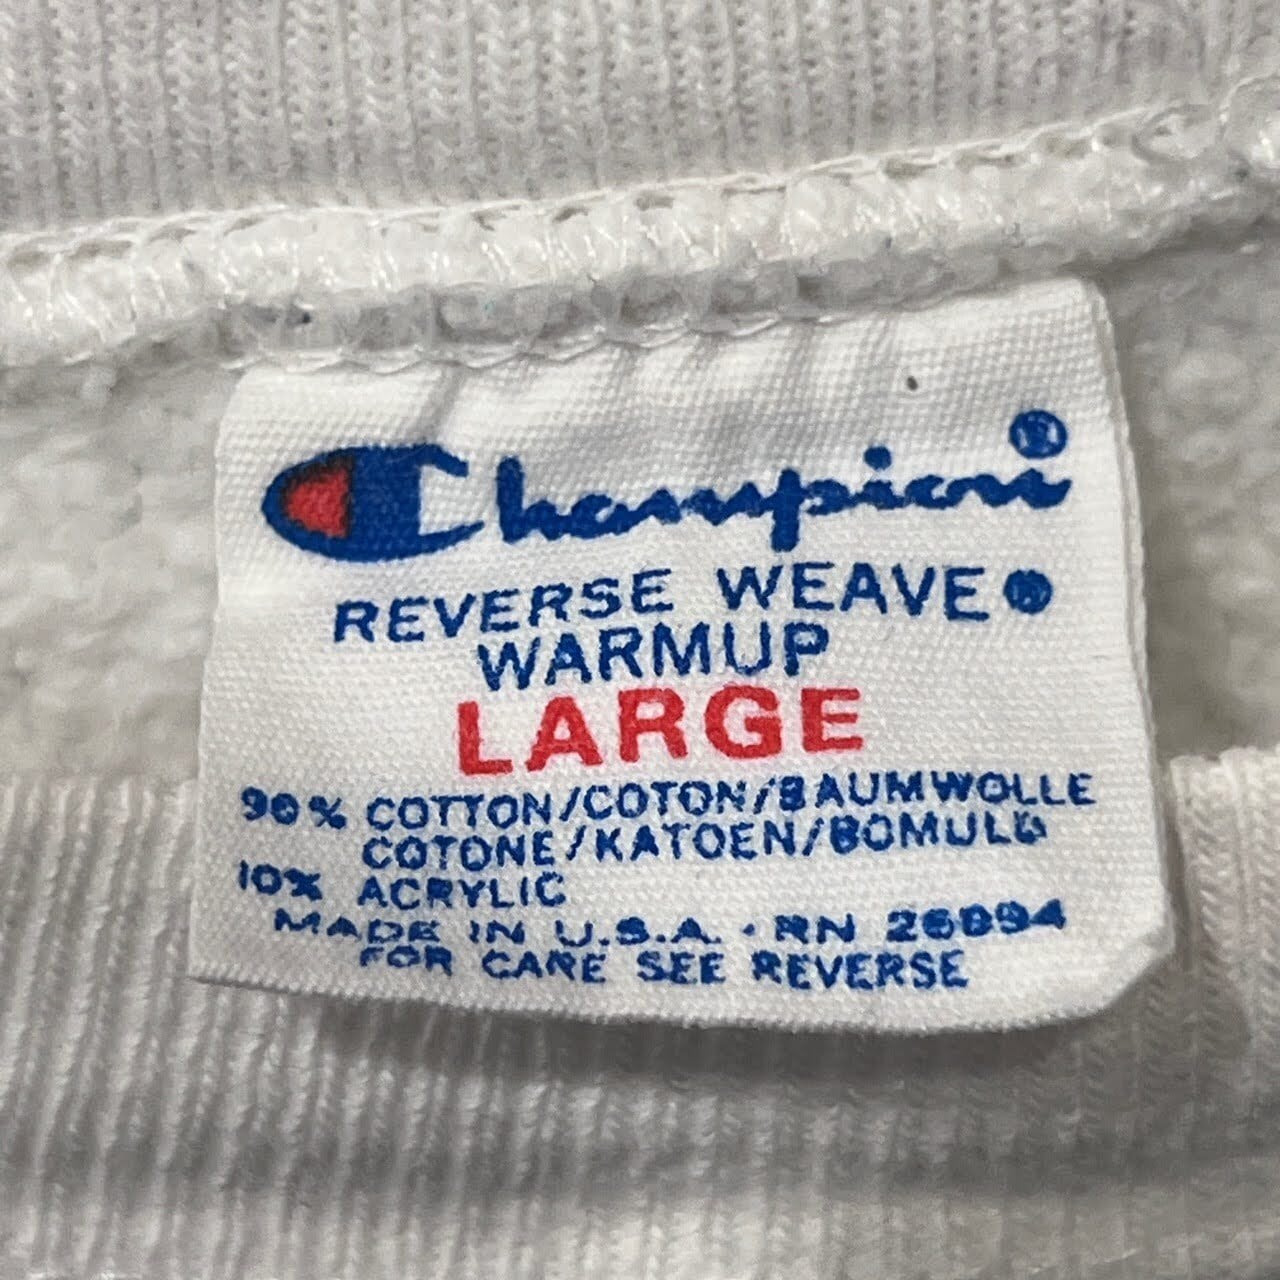 Champion®
REVERSE WEAVE®
WARMUP
LARGE
90% COTTON/COTON/BAUMWOLLE
COTONE/KATOEN/BOMULD
10% ACRYLIC
MADE IN U.S.A. · RN 26094
FOR CARE SEE REVERSE